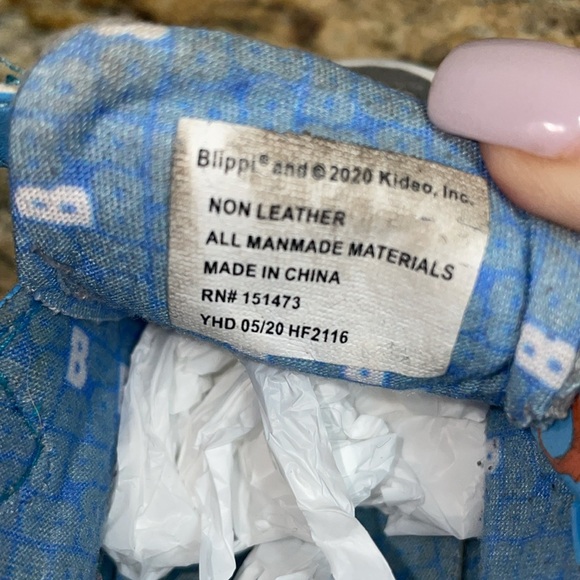 Blippi® and ©2020 Kideo, Inc.
NON LEATHER
ALL MANMADE MATERIALS
MADE IN CHINA
RN# 151473
YHD 05/20 HF2116
B
B
B